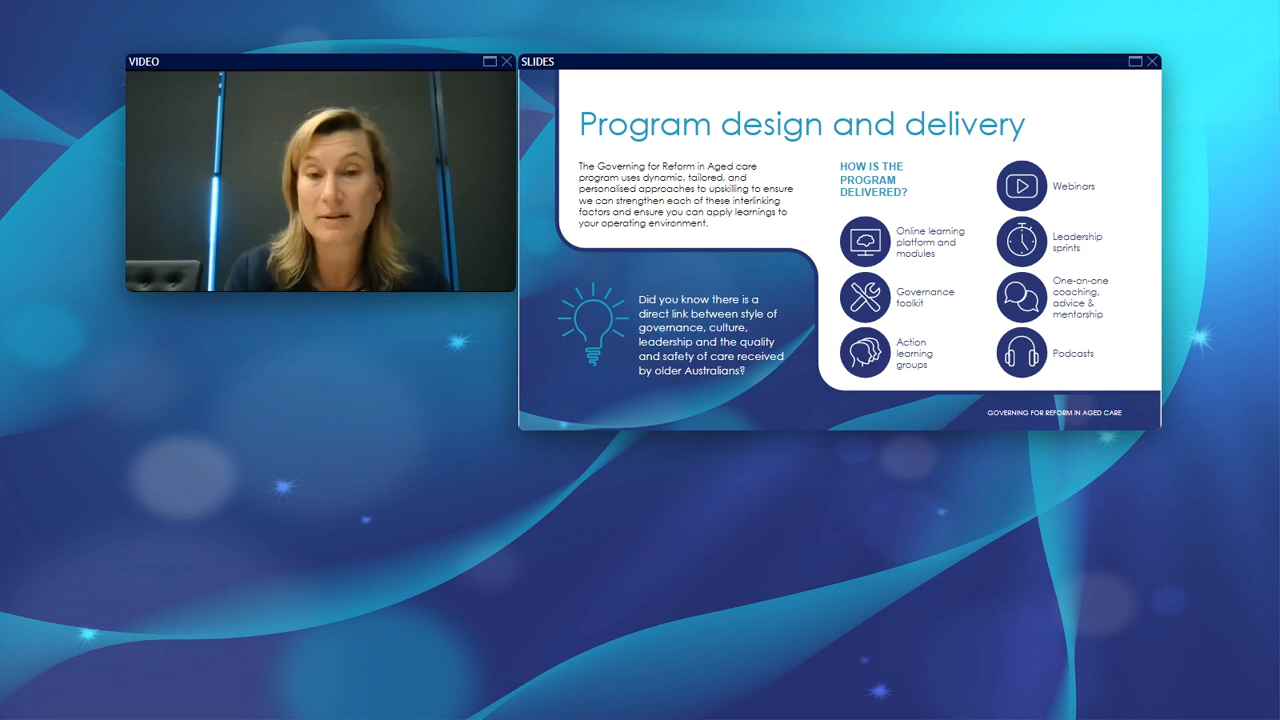 VIDEO
SLIDES
Program design and delivery
The Governing for Reform in Aged care
program uses dynamic, tailored, and
personalised approaches to upskilling to ensure
we can strengthen each of these interlinking
factors and ensure you can apply learnings to
your operating environment.
Did you know there is a
direct link between style of
governance, culture,
leadership and the quality
and safety of care received
by older Australians?
HOW IS THE
PROGRAM
DELIVERED?
Online learning
platform and
modules
Governance
toolkit
Action
learning
groups
Webinars
Leadership
sprints
One-on-one
coaching,
advice &
mentorship
Podcasts
GOVERNING FOR REFORM IN AGED CARE